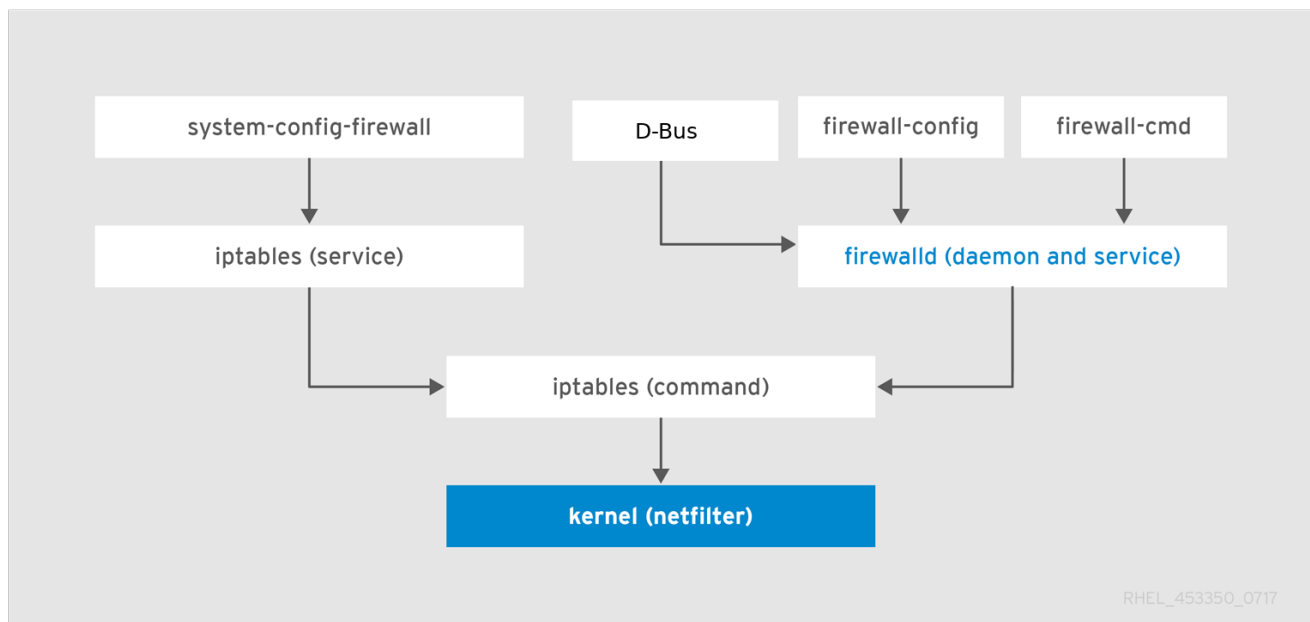 system-config-firewall
D-Bus
firewall-config
firewall-cmd
iptables (service)
firewalld (daemon and service)
iptables (command)
kernel (netfilter)
RHEL_453350_0717